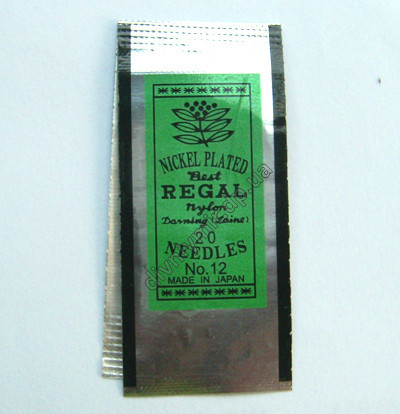 NICKEL PLATED
Best
REGAL
Nylon
Darning (Laine)
20
NEEDLES
No.12
MADE IN JAPAN